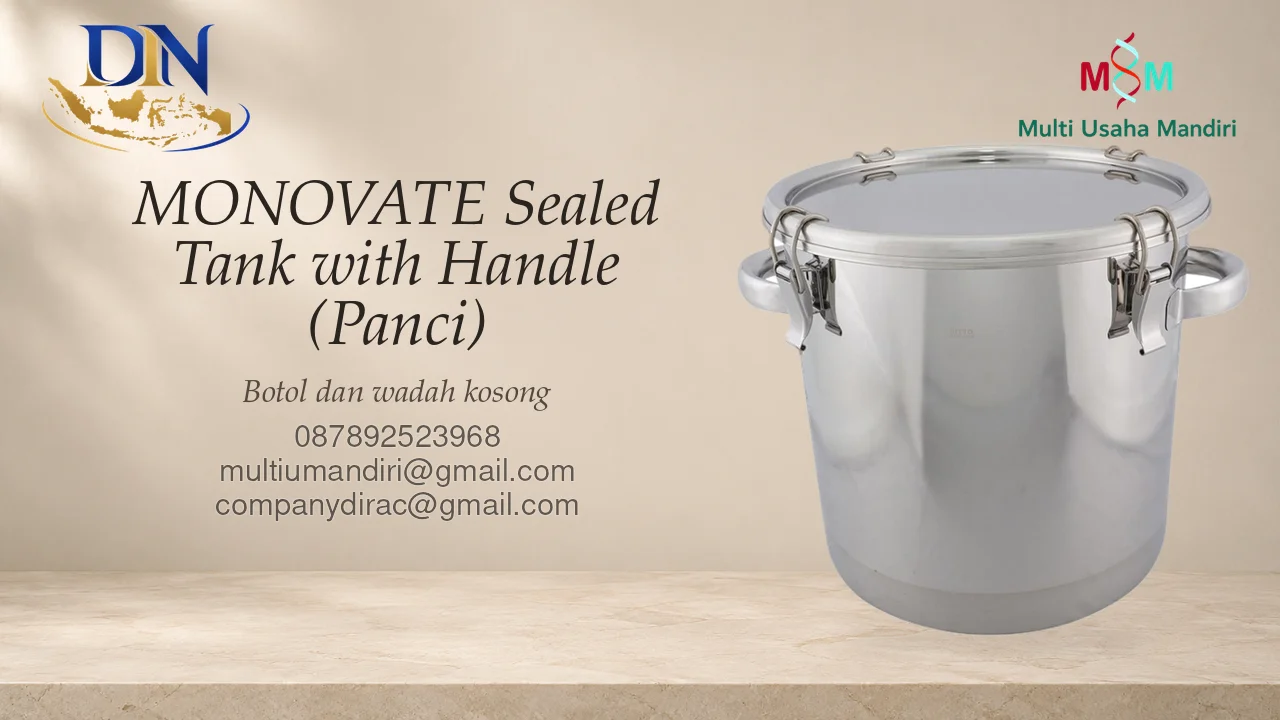 DN
M M
Multi Usaha Mandiri
MONOVATE Sealed
Tank with Handle
(Panci)
Botol dan wadah kosong
087892523968
multiumandiri@gmail.com
companydirac@gmail.com